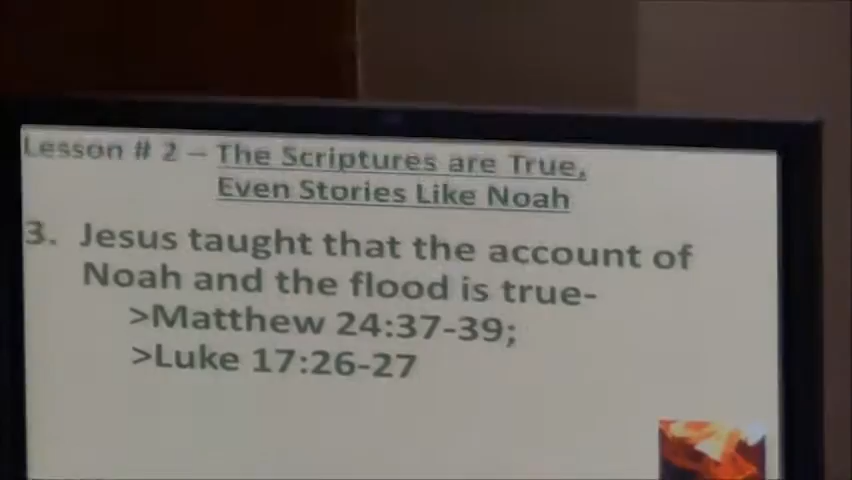 Lesson # 2 – The Scriptures are True,
Even Stories Like Noah
3. Jesus taught that the account of
Noah and the flood is true-
>Matthew 24:37-39;
>Luke 17:26-27